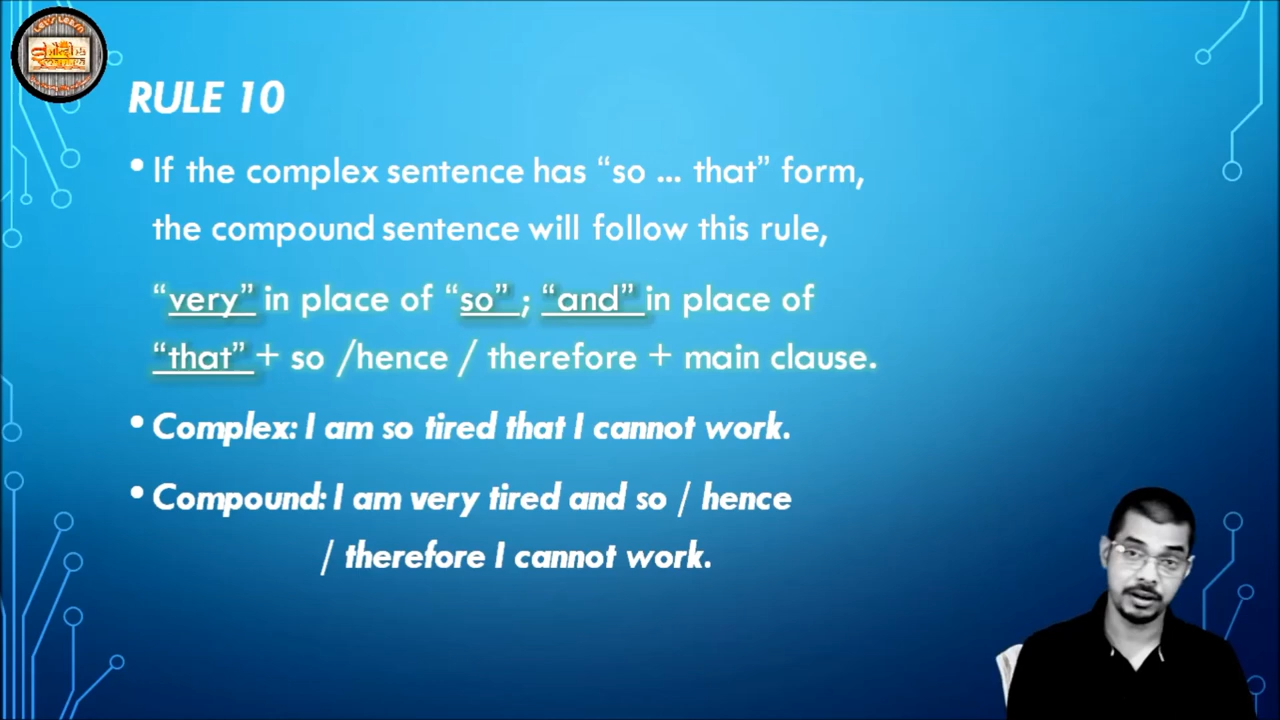 RULE 10
• If the complex sentence has “so ... that” form,
the compound sentence will follow this rule,
“very” in place of “so” ; “and” in place of
“that” + so /hence / therefore + main clause.
• Complex: I am so tired that I cannot work.
• Compound: I am very tired and so / hence
/ therefore I cannot work.